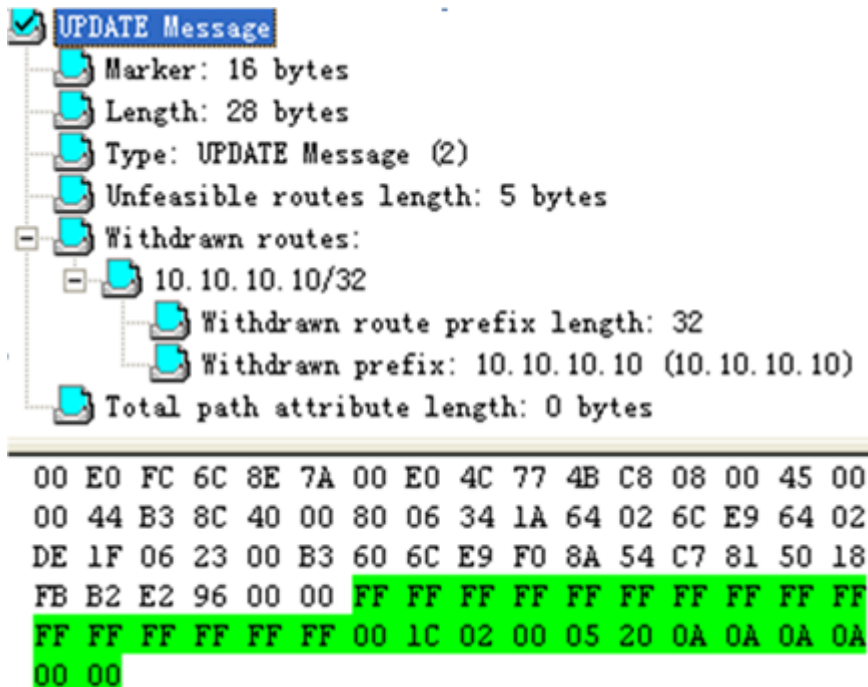 UPDATE Message
Marker: 16 bytes
Length: 28 bytes
Type: UPDATE Message (2)
Unfeasible routes length: 5 bytes
Withdrawn routes:
10.10.10.10/32
Withdrawn route prefix length: 32
Withdrawn prefix: 10.10.10.10 (10.10.10.10)
Total path attribute length: 0 bytes
00 E0 FC 6C 8E 7A 00 E0 4C 77 4B C8 08 00 45 00
00 44 B3 8C 40 00 80 06 34 1A 64 02 6C E9 64 02
DE 1F 06 23 00 B3 60 6C E9 F0 8A 54 C7 81 50 18
FB B2 E2 96 00 00 FF FF FF FF FF FF FF FF FF FF
FF FF FF FF FF FF 00 1C 02 00 05 20 0A 0A 0A 0A
00 00